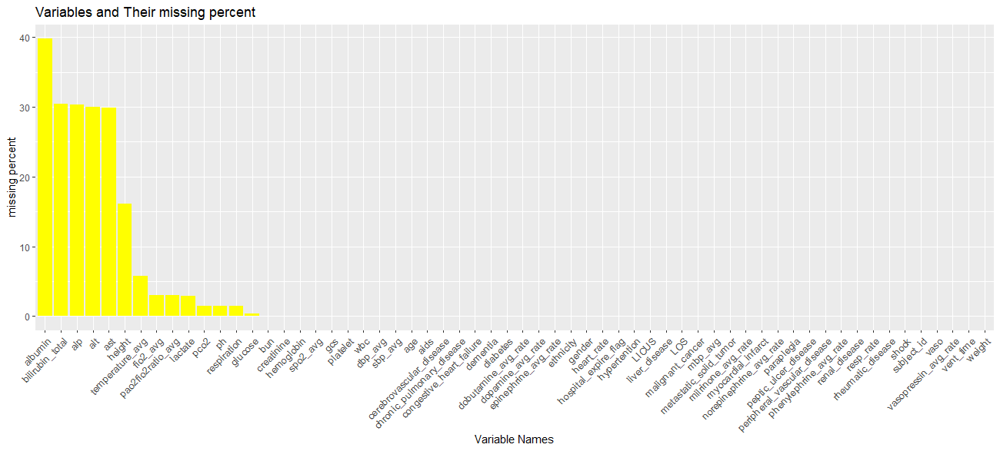 Variables and Their missing percent
missing percent
40
30
20
10
0
albumin
bilirubin_total
alp
alt
ast
height
temperature_avg
fio2_avg
pao2fio2ratio_avg
lactate
pco2
ph
respiration
glucose
bun
creatinine
hemoglobin
spo2_avg
gcs
platelet
wbc
dbp_avg
sbp_avg
age
aids
cerebrovascular_disease
chronic_pulmonary_disease
congestive_heart_failure
dementia
diabetes
dobutamine_avg_rate
dopamine_avg_rate
epinephrine_avg_rate
ethnicity
gender
heart_rate
hospital_expire_flag
hypertention
LICUS
liver_disease
LOS
malignant_cancer
mbp_avg
metastatic_solid_tumor
milrinone_avg_rate
myocardial_infarct
norepinephrine_avg_rate
paraplegia
peptic_ulcer_disease
peripheral_vascular_disease
phenylephrine_avg_rate
renal_disease
resp_rate
rheumatic_disease
shock
subject_id
vaso
vasopressin_avg_rate
vent_time
weight
Variable Names